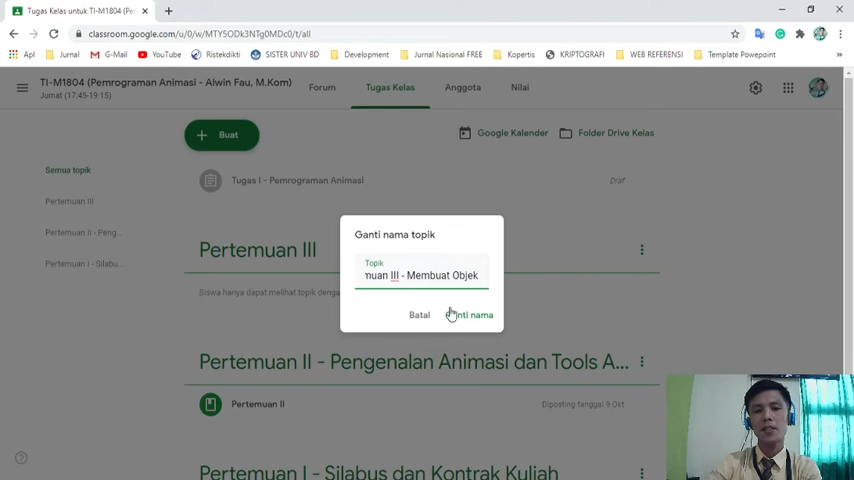 Tugas Kelas untuk TI-M1804 (Pe
classroom.google.com/u/0/w/MTY5ODk3NTg0MDc0/t/all
Apl
Jurnal
G-Mail
YouTube
Ristekdikti
SISTER UNIV BD
Development
Jurnal Nasional FREE
Kopertis
KRIPTOGRAFI
WEB REFERENSI
Template Powepoint
»
TI-M1804 (Pemrograman Animasi - Alwin Fau, M.Kom)
Jumat (17:45-19:15)
Forum
Tugas Kelas
Anggota
Nilai
Buat
Google Kalender
Folder Drive Kelas
Semua topik
Pertemuan III
Pertemuan II - Peng...
Pertemuan I - Silabu...
Tugas I - Pemrograman Animasi
Draf
Pertemuan III
Siswa hanya dapat melihat topik denga
Ganti nama topik
Topik
muan III - Membuat Objek
Batal
Ganti nama
Pertemuan II - Pengenalan Animasi dan Tools A...
Pertemuan II
Diposting tanggal 9 Okt
Pertemuan I - Silabus dan Kontrak Kuliah